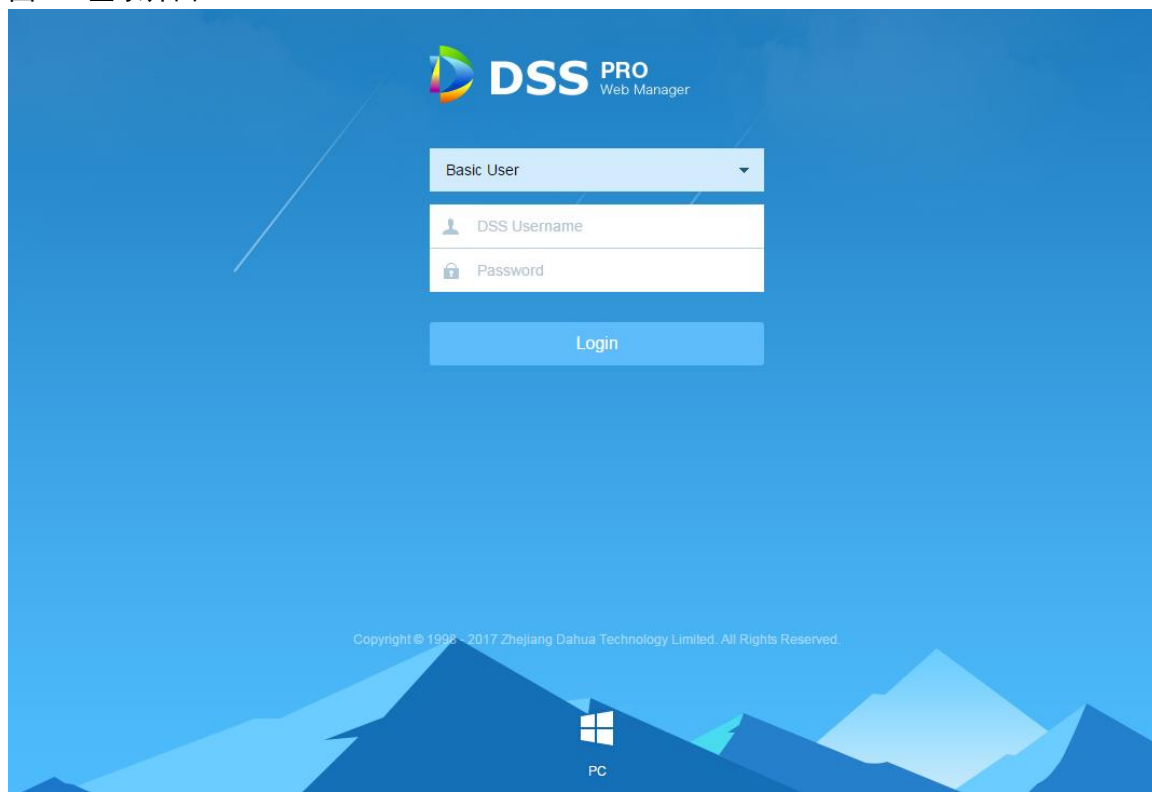 DSS PRO
Web Manager
Basic User
DSS Username
Password
Login
Copyright © 1998 - 2017 Zhejiang Dahua Technology Limited. All Rights Reserved.
PC